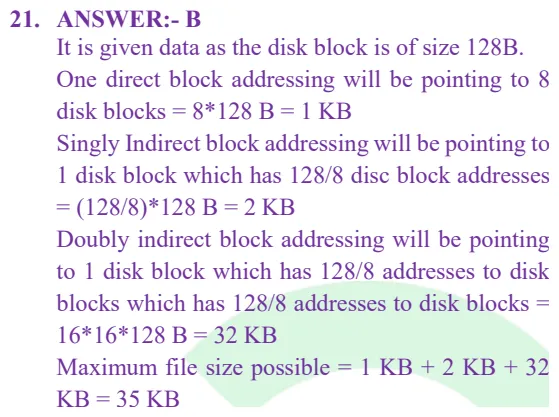 21. ANSWER:- B
It is given data as the disk block is of size 128B.
One direct block addressing will be pointing to 8
disk blocks = 8*128 B = 1 KB
Singly Indirect block addressing will be pointing to
1 disk block which has 128/8 disc block addresses
= (128/8)*128 B = 2 KB
Doubly indirect block addressing will be pointing
to 1 disk block which has 128/8 addresses to disk
blocks which has 128/8 addresses to disk blocks =
16*16*128 B = 32 KB
Maximum file size possible = 1 KB + 2 KB + 32
KB = 35 KB